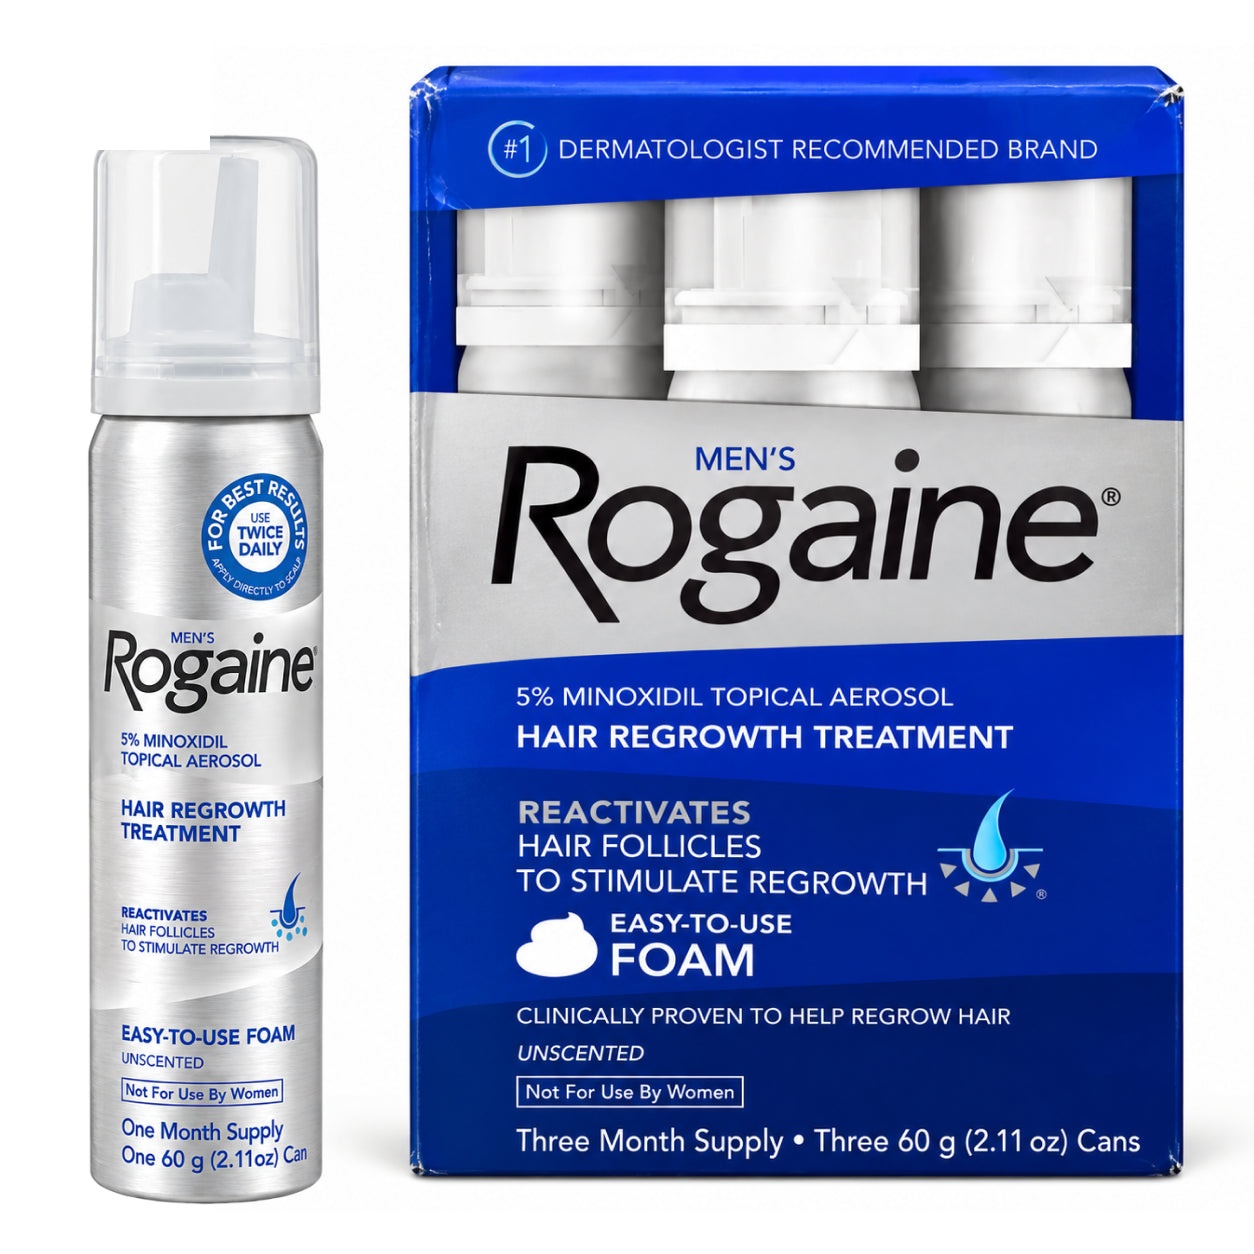 FOR BEST RESULTS
USE
TWICE
DAILY
APPLY DIRECTLY TO SCALP
MEN'S
Rogaine®
5% MINOXIDIL
TOPICAL AEROSOL
HAIR REGROWTH
TREATMENT
REACTIVATES
HAIR FOLLICLES
TO STIMULATE REGROWTH
EASY-TO-USE FOAM
UNSCENTED
Not For Use By Women
One Month Supply
One 60 g (2.11oz) Can
#1 DERMATOLOGIST RECOMMENDED BRAND
MEN'S
Rogaine®
5% MINOXIDIL TOPICAL AEROSOL
HAIR REGROWTH TREATMENT
REACTIVATES
HAIR FOLLICLES
TO STIMULATE REGROWTH
®
EASY-TO-USE
FOAM
CLINICALLY PROVEN TO HELP REGROW HAIR
UNSCENTED
Not For Use By Women
Three Month Supply • Three 60 g (2.11 oz) Cans